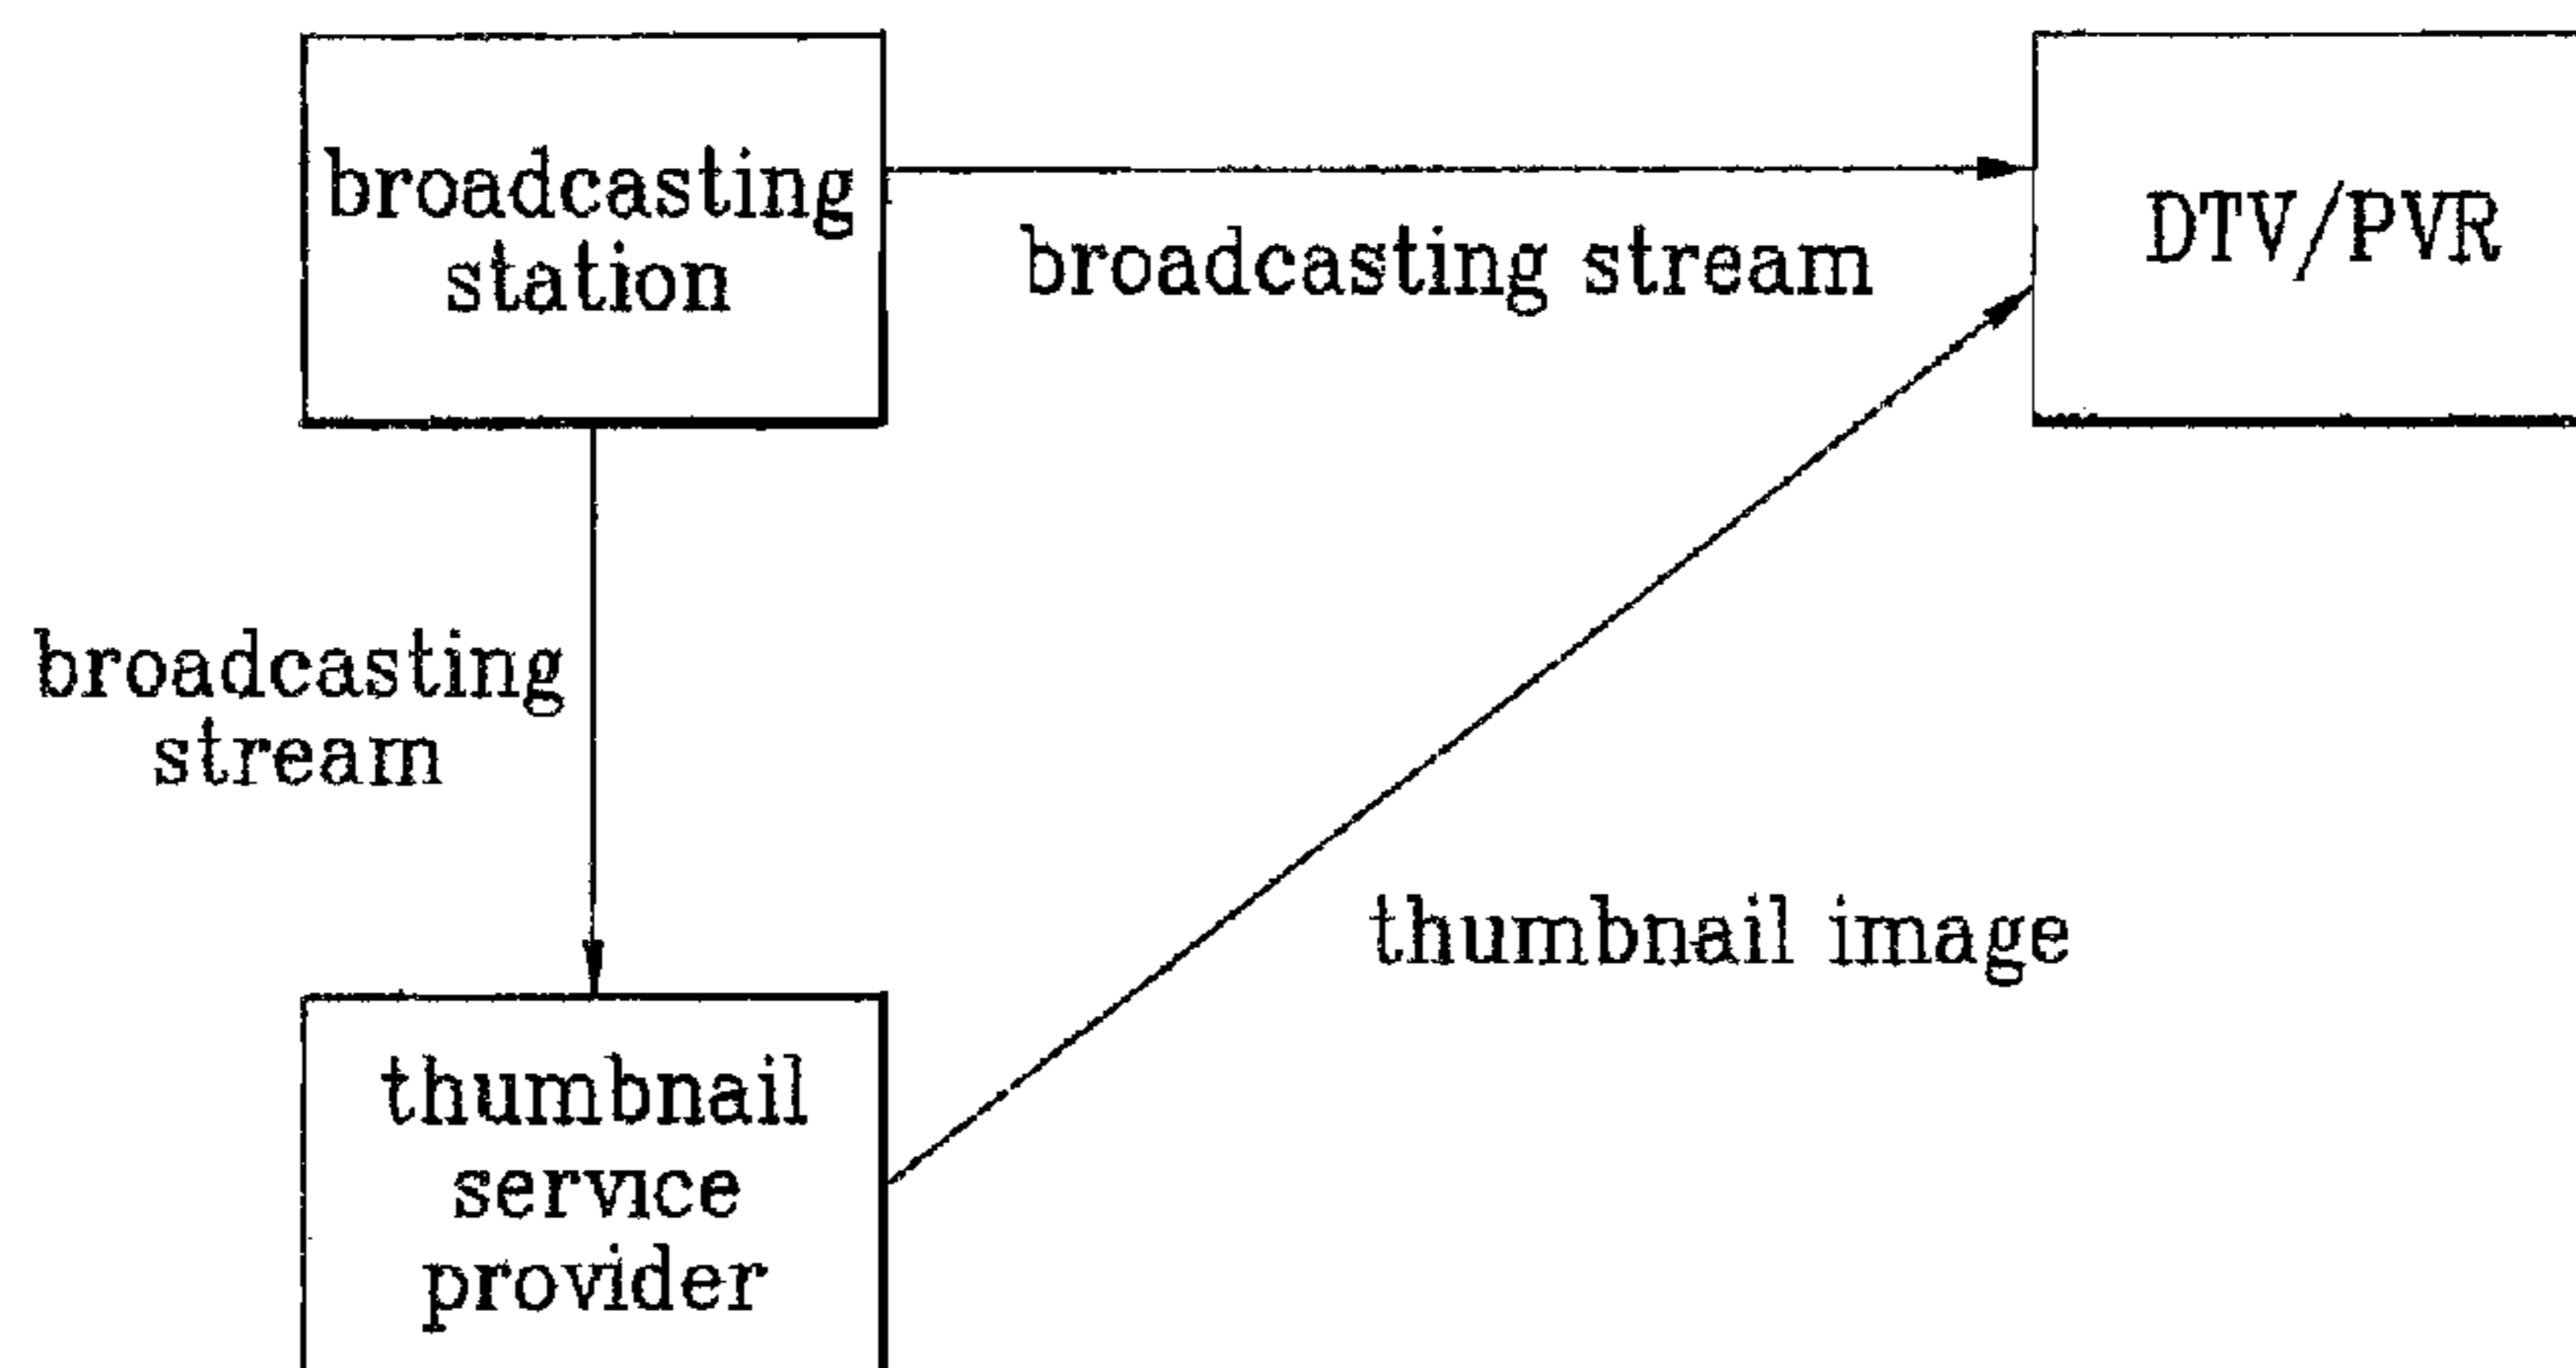 broadcasting
station
broadcasting stream
DTV/PVR
broadcasting
stream
thumbnail image
thumbnail
service
provider